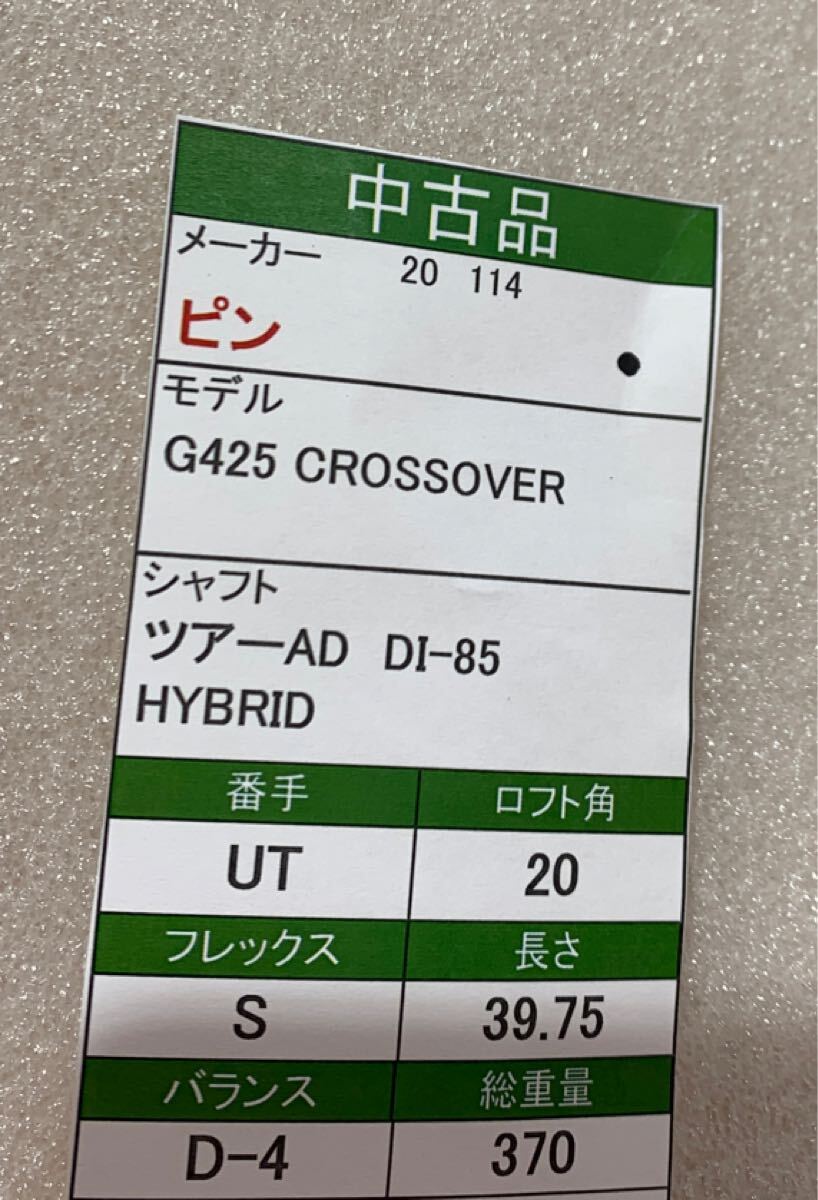 中古品
メーカー 20 114
ピン
モデル
G425 CROSSOVER
シャフト
ツアーAD DI-85
HYBRID
番手 ロフト角
UT 20
フレックス 長さ
S 39.75
バランス 総重量
D-4 370